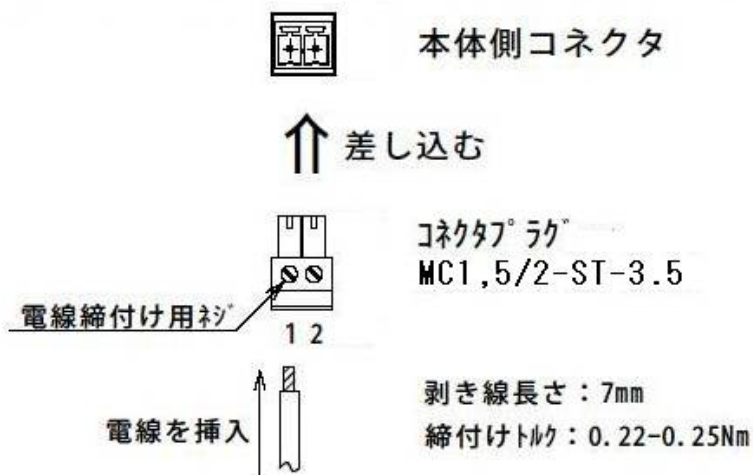 本体側コネクタ
差し込む
コネクタプラグ
MC1,5/2-ST-3.5
電線締付け用ネジ
1 2
剥き線長さ：7mm
電線を挿入
締付けトルク：0.22-0.25Nm